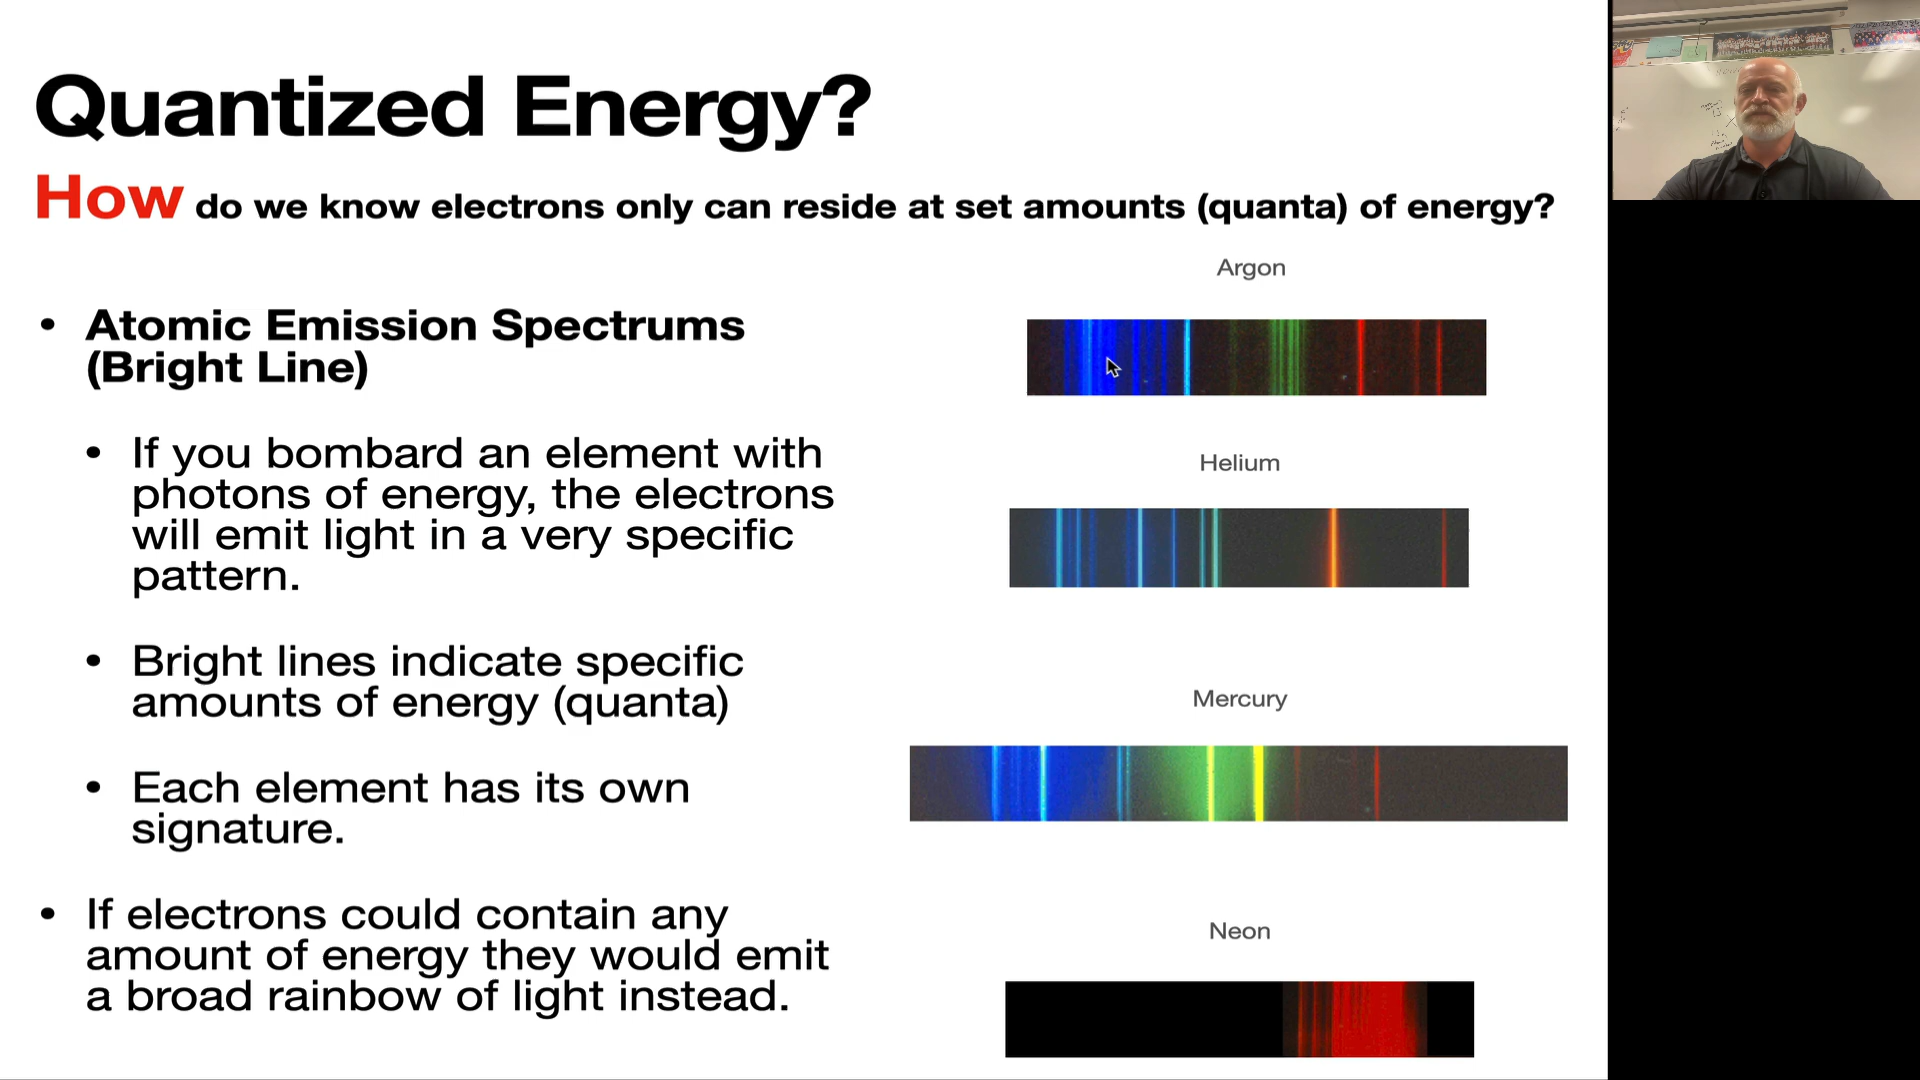 Quantized Energy?
How do we know electrons only can reside at set amounts (quanta) of energy?
• Atomic Emission Spectrums
(Bright Line)
• If you bombard an element with
photons of energy, the electrons
will emit light in a very specific
pattern.
• Bright lines indicate specific
amounts of energy (quanta)
• Each element has its own
signature.
• If electrons could contain any
amount of energy they would emit
a broad rainbow of light instead.
Argon
Helium
Mercury
Neon